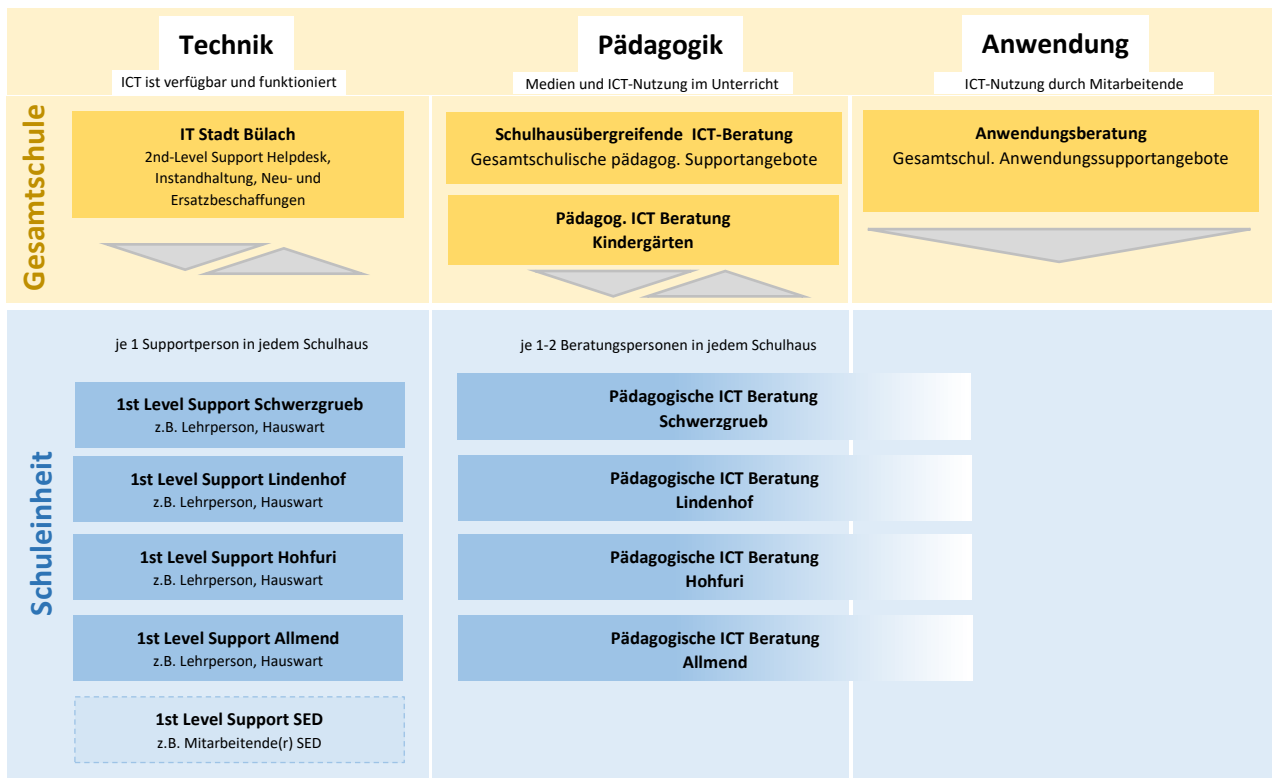 Technik
ICT ist verfügbar und funktioniert
Pädagogik
Medien und ICT-Nutzung im Unterricht
Anwendung
ICT-Nutzung durch Mitarbeitende
Gesamtschule
IT Stadt Bülach
2nd-Level Support Helpdesk,
Instandhaltung, Neu- und
Ersatzbeschaffungen
Schulhausübergreifende ICT-Beratung
Gesamtschulische pädagog. Supportangebote
Pädagog. ICT Beratung
Kindergärten
Anwendungsberatung
Gesamtschul. Anwendungssupportangebote
Schuleinheit
je 1 Supportperson in jedem Schulhaus
1st Level Support Schwerzgrueb
z.B. Lehrperson, Hauswart
1st Level Support Lindenhof
z.B. Lehrperson, Hauswart
1st Level Support Hohfuri
z.B. Lehrperson, Hauswart
1st Level Support Allmend
z.B. Lehrperson, Hauswart
1st Level Support SED
z.B. Mitarbeitende(r) SED
je 1-2 Beratungspersonen in jedem Schulhaus
Pädagogische ICT Beratung
Schwerzgrueb
Pädagogische ICT Beratung
Lindenhof
Pädagogische ICT Beratung
Hohfuri
Pädagogische ICT Beratung
Allmend